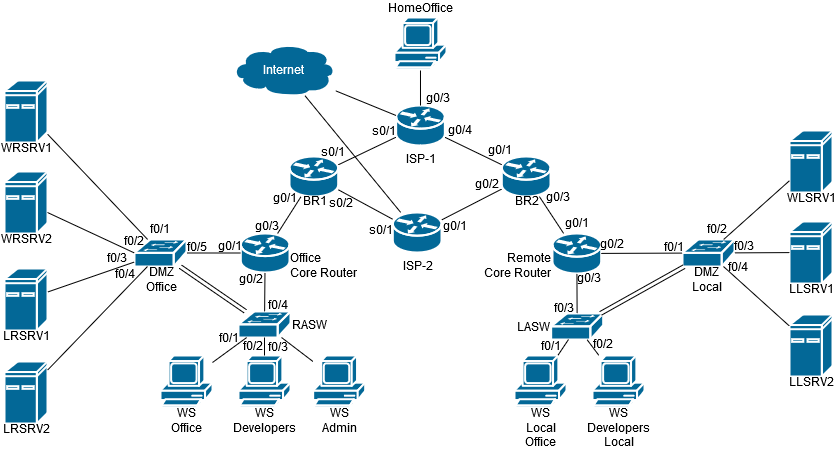 HomeOffice
Internet
g0/3
s0/1
g0/4
ISP-1
WRSRV1
s0/1
g0/1
WLSRV1
BR1
g0/2
BR2
g0/1
s0/2
g0/3
WRSRV2
f0/1
f0/2
f0/3
f0/4
f0/5
DMZ
Office
g0/1
g0/3
Office
Core Router
g0/2
s0/1
g0/1
ISP-2
g0/1
Remote
Core Router
g0/2
g0/3
f0/1
f0/2
f0/3
f0/4
DMZ
Local
LLSRV1
LRSRV1
f0/4
RASW
f0/1
f0/2
f0/3
f0/3
LASW
f0/1
f0/2
LLSRV2
LRSRV2
WS
Office
WS
Developers
WS
Admin
WS
Local
Office
WS
Developers
Local